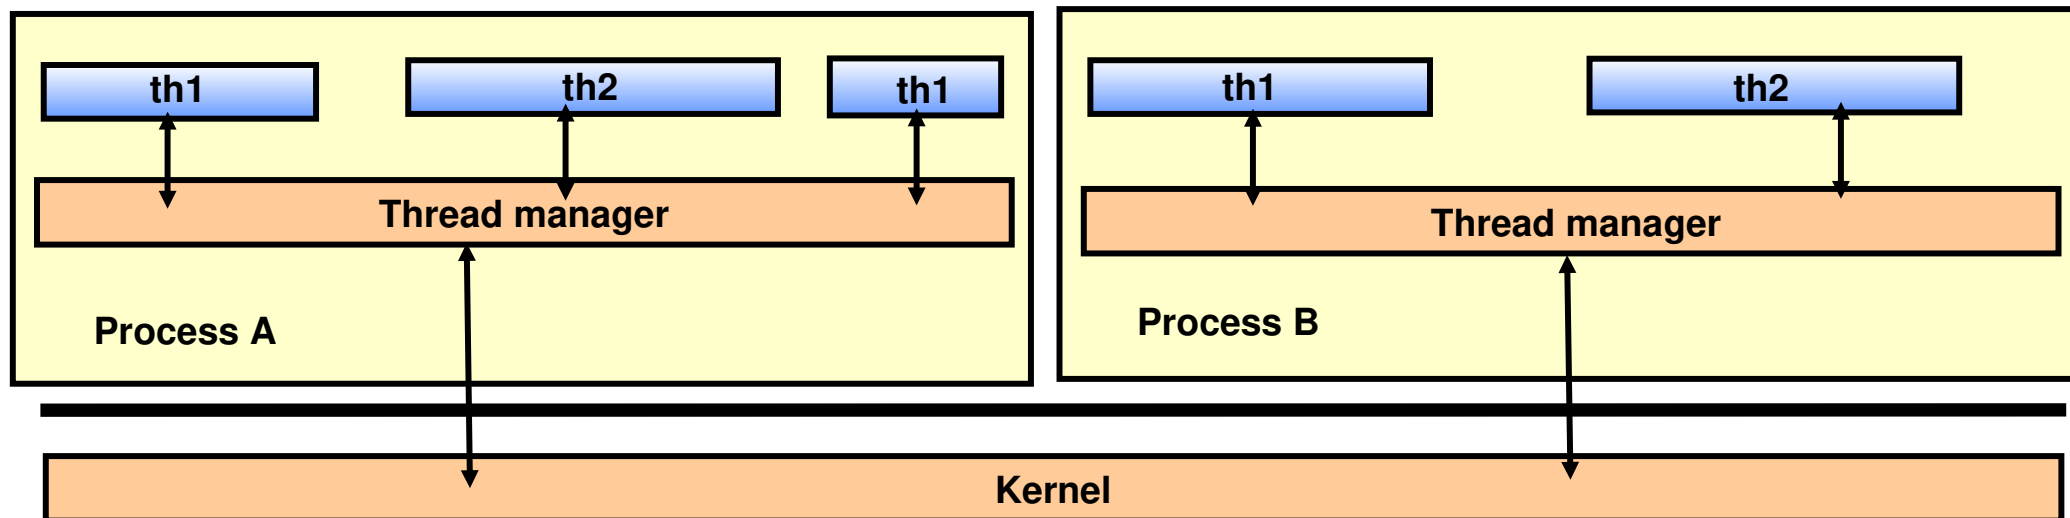 th1
th2
th1
th1
th2
Thread manager
Thread manager
Process A
Process B
Kernel